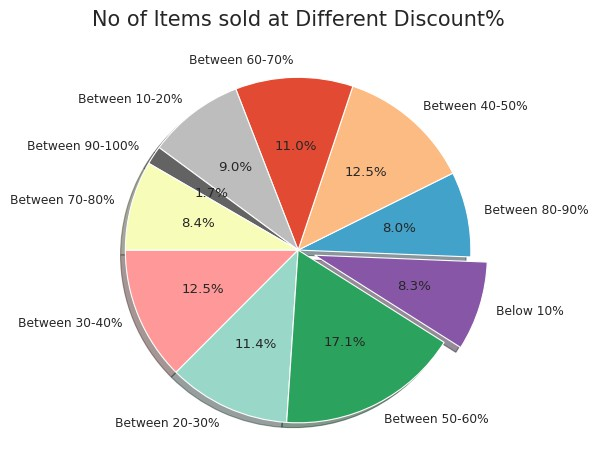 No of Items sold at Different Discount%
Between 60-70%
Between 10-20%
Between 40-50%
Between 90-100%
11.0%
9.0%
12.5%
1.7%
Between 70-80%
Between 80-90%
8.4%
8.0%
12.5%
8.3%
Below 10%
Between 30-40%
11.4%
17.1%
Between 20-30%
Between 50-60%